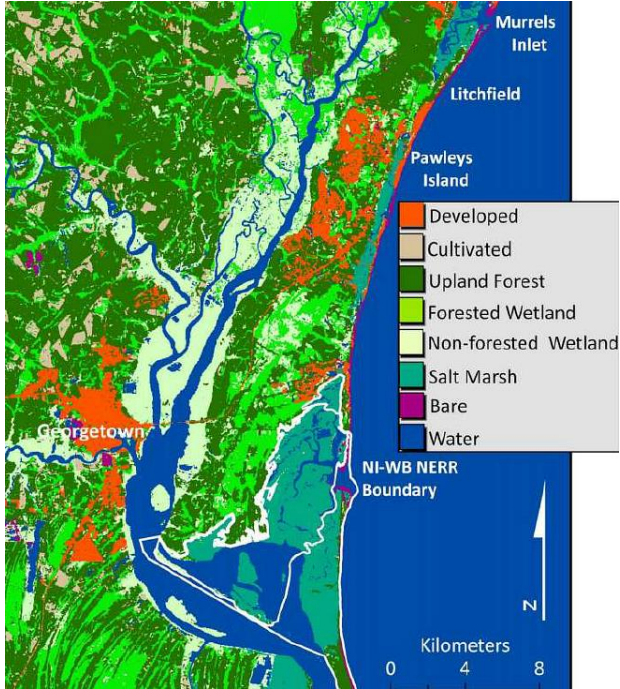 Murrels
Inlet
Litchfield
Pawleys
Island
Developed
Cultivated
Upland Forest
Forested Wetland
Non-forested Wetland
Salt Marsh
Bare
Water
Georgetown
NI-WB NERR
Boundary
N
Kilometers
0 4 8